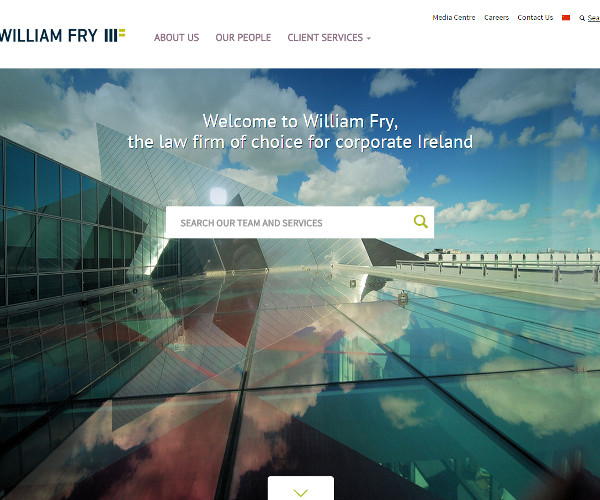 Media Centre Careers Contact Us Sea
WILLIAM FRY
ABOUT US OUR PEOPLE CLIENT SERVICES
Welcome to William Fry,
the law firm of choice for corporate Ireland
SEARCH OUR TEAM AND SERVICES